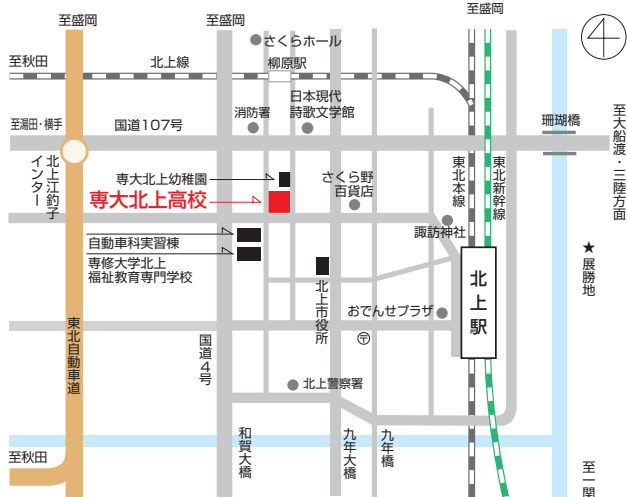 至盛岡
至盛岡
至盛岡
さくらホール
至秋田
北上線
柳原駅
日本現代
詩歌文学館
消防署
至湯田・横手
国道107号
珊瑚橋
至大船渡・三陸方面
北上江釣子
インター
専大北上幼稚園
専大北上高校
さくら野
百貨店
東北本線
東北新幹線
諏訪神社
自動車科実習棟
専修大学北上
福祉教育専門学校
★展勝地
北上駅
北上市役所
おでんせプラザ
〒
東北自動車道
国道4号
北上警察署
和賀大橋
九年大橋
九年橋
至秋田
至一関